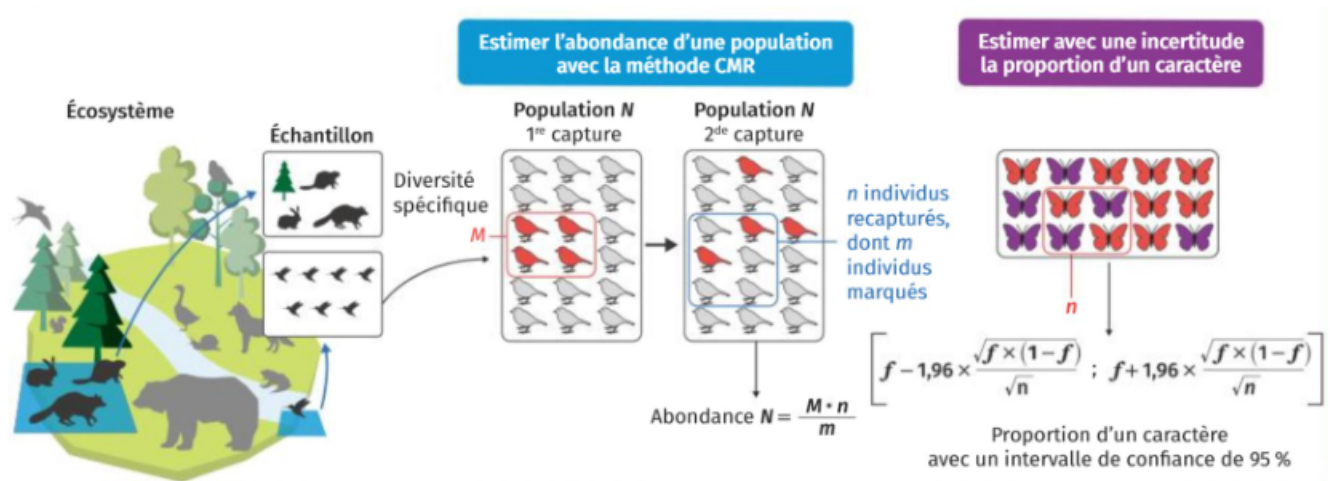 Estimer l'abondance d'une population
avec la méthode CMR
Estimer avec une incertitude
la proportion d'un caractère
Écosystème
Échantillon
Diversité
spécifique
Population N
1re capture
Population N
2de capture
M
n individus
recapturés,
dont m
individus
marqués
n
Abondance N = M • n / m
[f − 1,96 × √f × (1 − f) / √n ; f + 1,96 × √f × (1 − f) / √n]
Proportion d'un caractère
avec un intervalle de confiance de 95 %